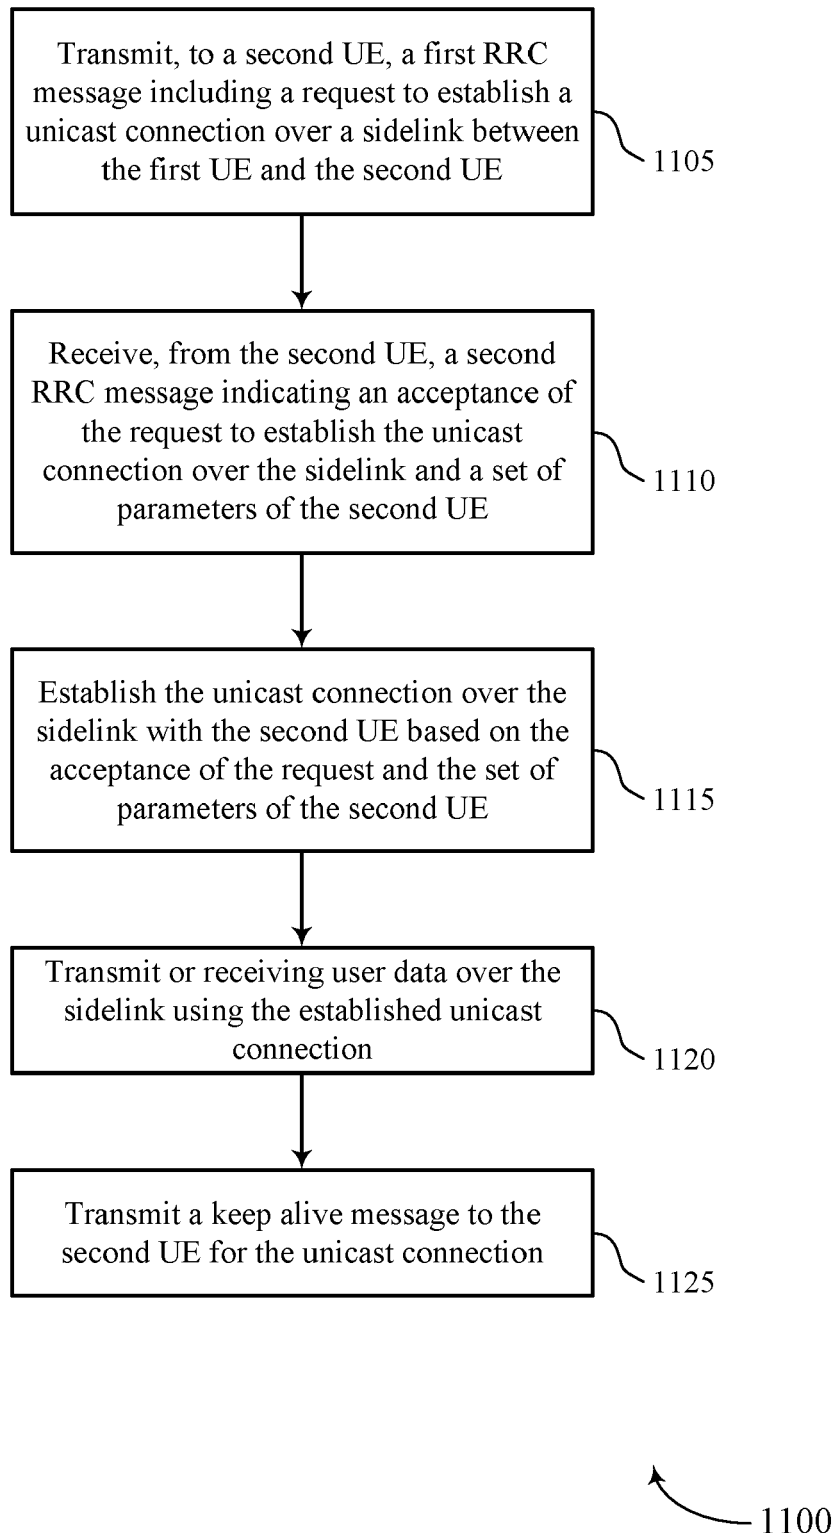 Transmit, to a second UE, a first RRC
message including a request to establish a
unicast connection over a sidelink between
the first UE and the second UE
1105
Receive, from the second UE, a second
RRC message indicating an acceptance of
the request to establish the unicast
connection over the sidelink and a set of
parameters of the second UE
1110
Establish the unicast connection over the
sidelink with the second UE based on the
acceptance of the request and the set of
parameters of the second UE
1115
Transmit or receiving user data over the
sidelink using the established unicast
connection
1120
Transmit a keep alive message to the
second UE for the unicast connection
1125
1100